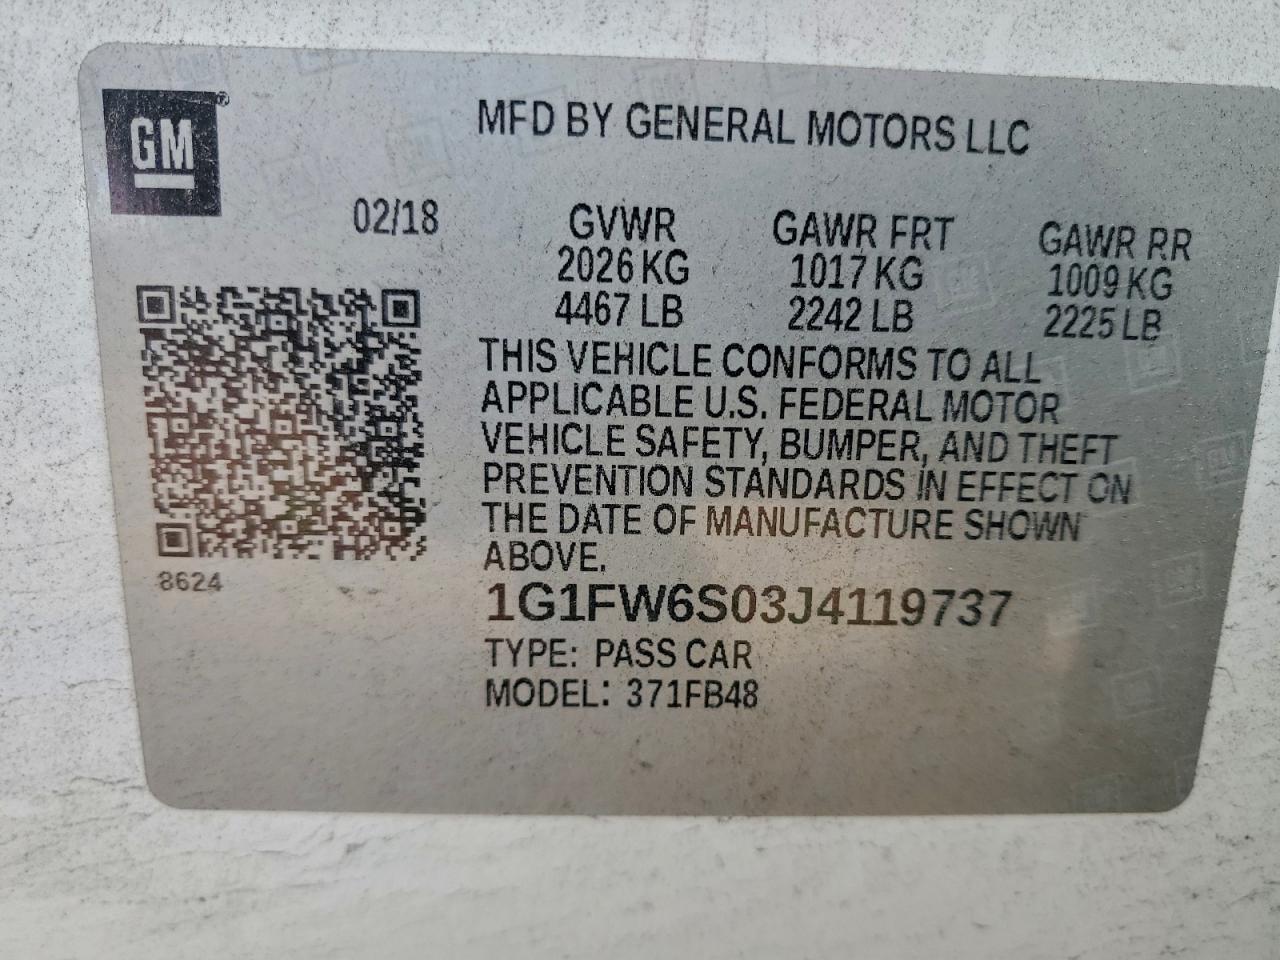 GM®
MFD BY GENERAL MOTORS LLC
02/18
GVWR GAWR FRT GAWR RR
2026 KG 1017 KG 1009 KG
4467 LB 2242 LB 2225 LB
THIS VEHICLE CONFORMS TO ALL
APPLICABLE U.S. FEDERAL MOTOR
VEHICLE SAFETY, BUMPER, AND THEFT
PREVENTION STANDARDS IN EFFECT ON
THE DATE OF MANUFACTURE SHOWN
ABOVE.
8624
1G1FW6S03J4119737
TYPE: PASS CAR
MODEL: 371FB48